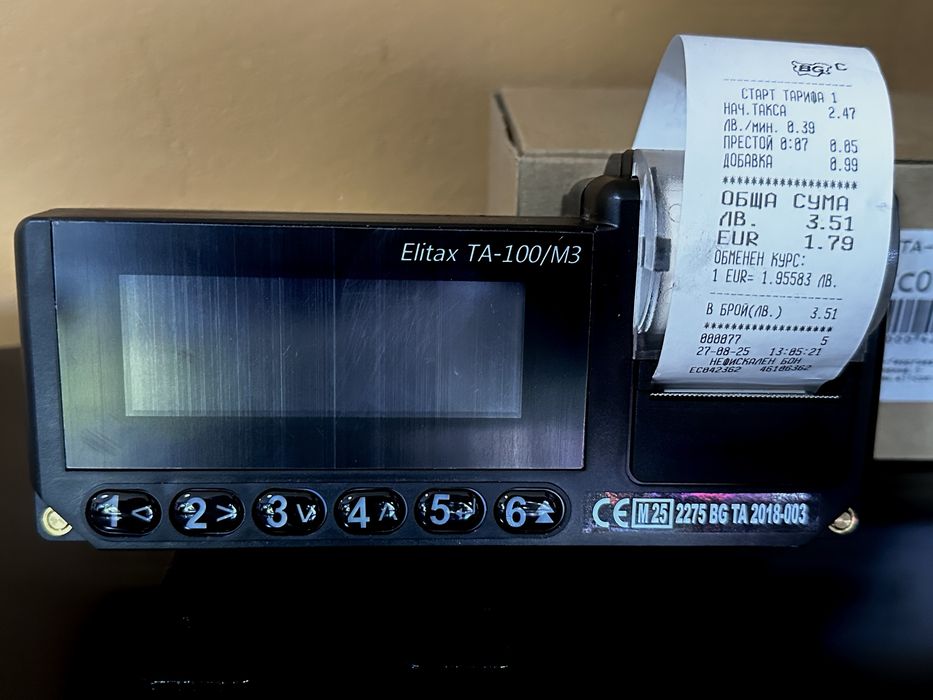 Elitax TA-100/M3
1 <
2 >
3 ∨
4 ∧
5 +
6
CE M 25 2275 BG TA 2018-003
BG C
СТАРТ ТАРИФА 1
НАЧ.ТАКСА 2.47
ЛВ./МИН. 0.39
ПРЕСТОЙ 0:07 0.05
ДОБАВКА 0.99
******************
ОБЩА СУМА
ЛВ. 3.51
EUR 1.79
ОБМЕНЕН КУРС:
1 EUR= 1.95583 ЛВ.
В БРОЙ(ЛВ.) 3.51
******************
000077 5
27-08-25 13:05:21
НЕФИСКАЛЕН БОН
EC042362 46106362
TA-